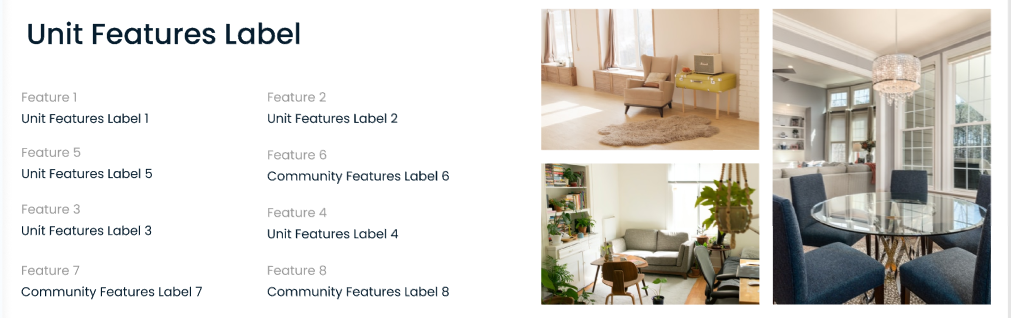 Unit Features Label
Feature 1
Unit Features Label 1
Feature 2
Unit Features Label 2
Feature 5
Unit Features Label 5
Feature 6
Community Features Label 6
Feature 3
Unit Features Label 3
Feature 4
Unit Features Label 4
Feature 7
Community Features Label 7
Feature 8
Community Features Label 8